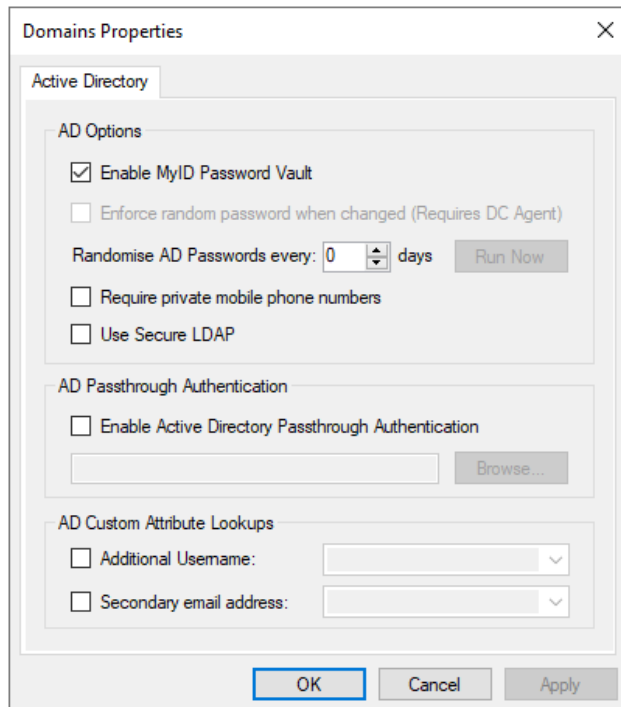 Domains Properties
Active Directory
AD Options
Enable MyID Password Vault
Enforce random password when changed (Requires DC Agent)
Randomise AD Passwords every: 0 days Run Now
Require private mobile phone numbers
Use Secure LDAP
AD Passthrough Authentication
Enable Active Directory Passthrough Authentication
Browse...
AD Custom Attribute Lookups
Additional Username:
Secondary email address:
OK Cancel Apply